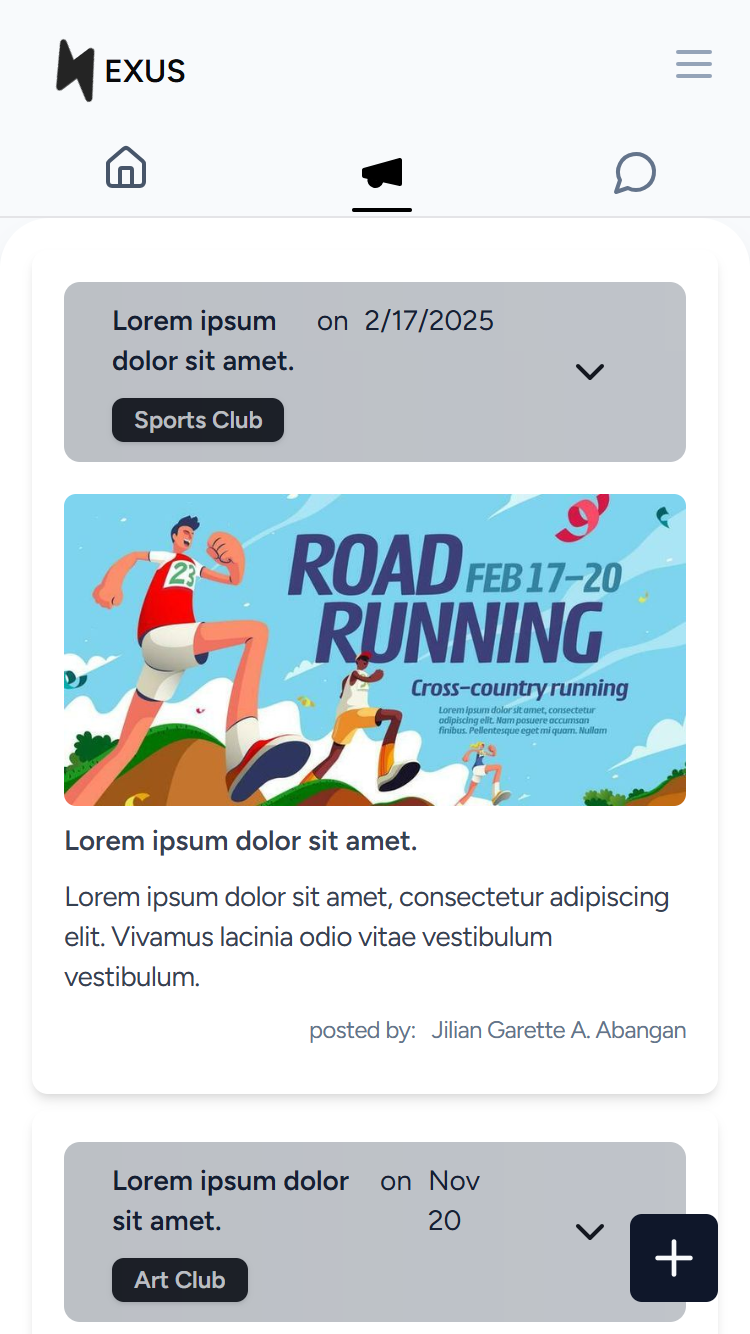 EXUS
Lorem ipsum on 2/17/2025
dolor sit amet.
Sports Club
23
ROAD
FEB 17-20
RUNNING
Cross-country running
Lorem Ipsum dolor sit amet, consectetur
adipiscing elit. Nam posuere accumsan
finibus. Pellentesque eget mi quam. Nullam
Lorem ipsum dolor sit amet.
Lorem ipsum dolor sit amet, consectetur adipiscing
elit. Vivamus lacinia odio vitae vestibulum
vestibulum.
posted by: Jilian Garette A. Abangan
Lorem ipsum dolor on Nov
sit amet. 20
Art Club